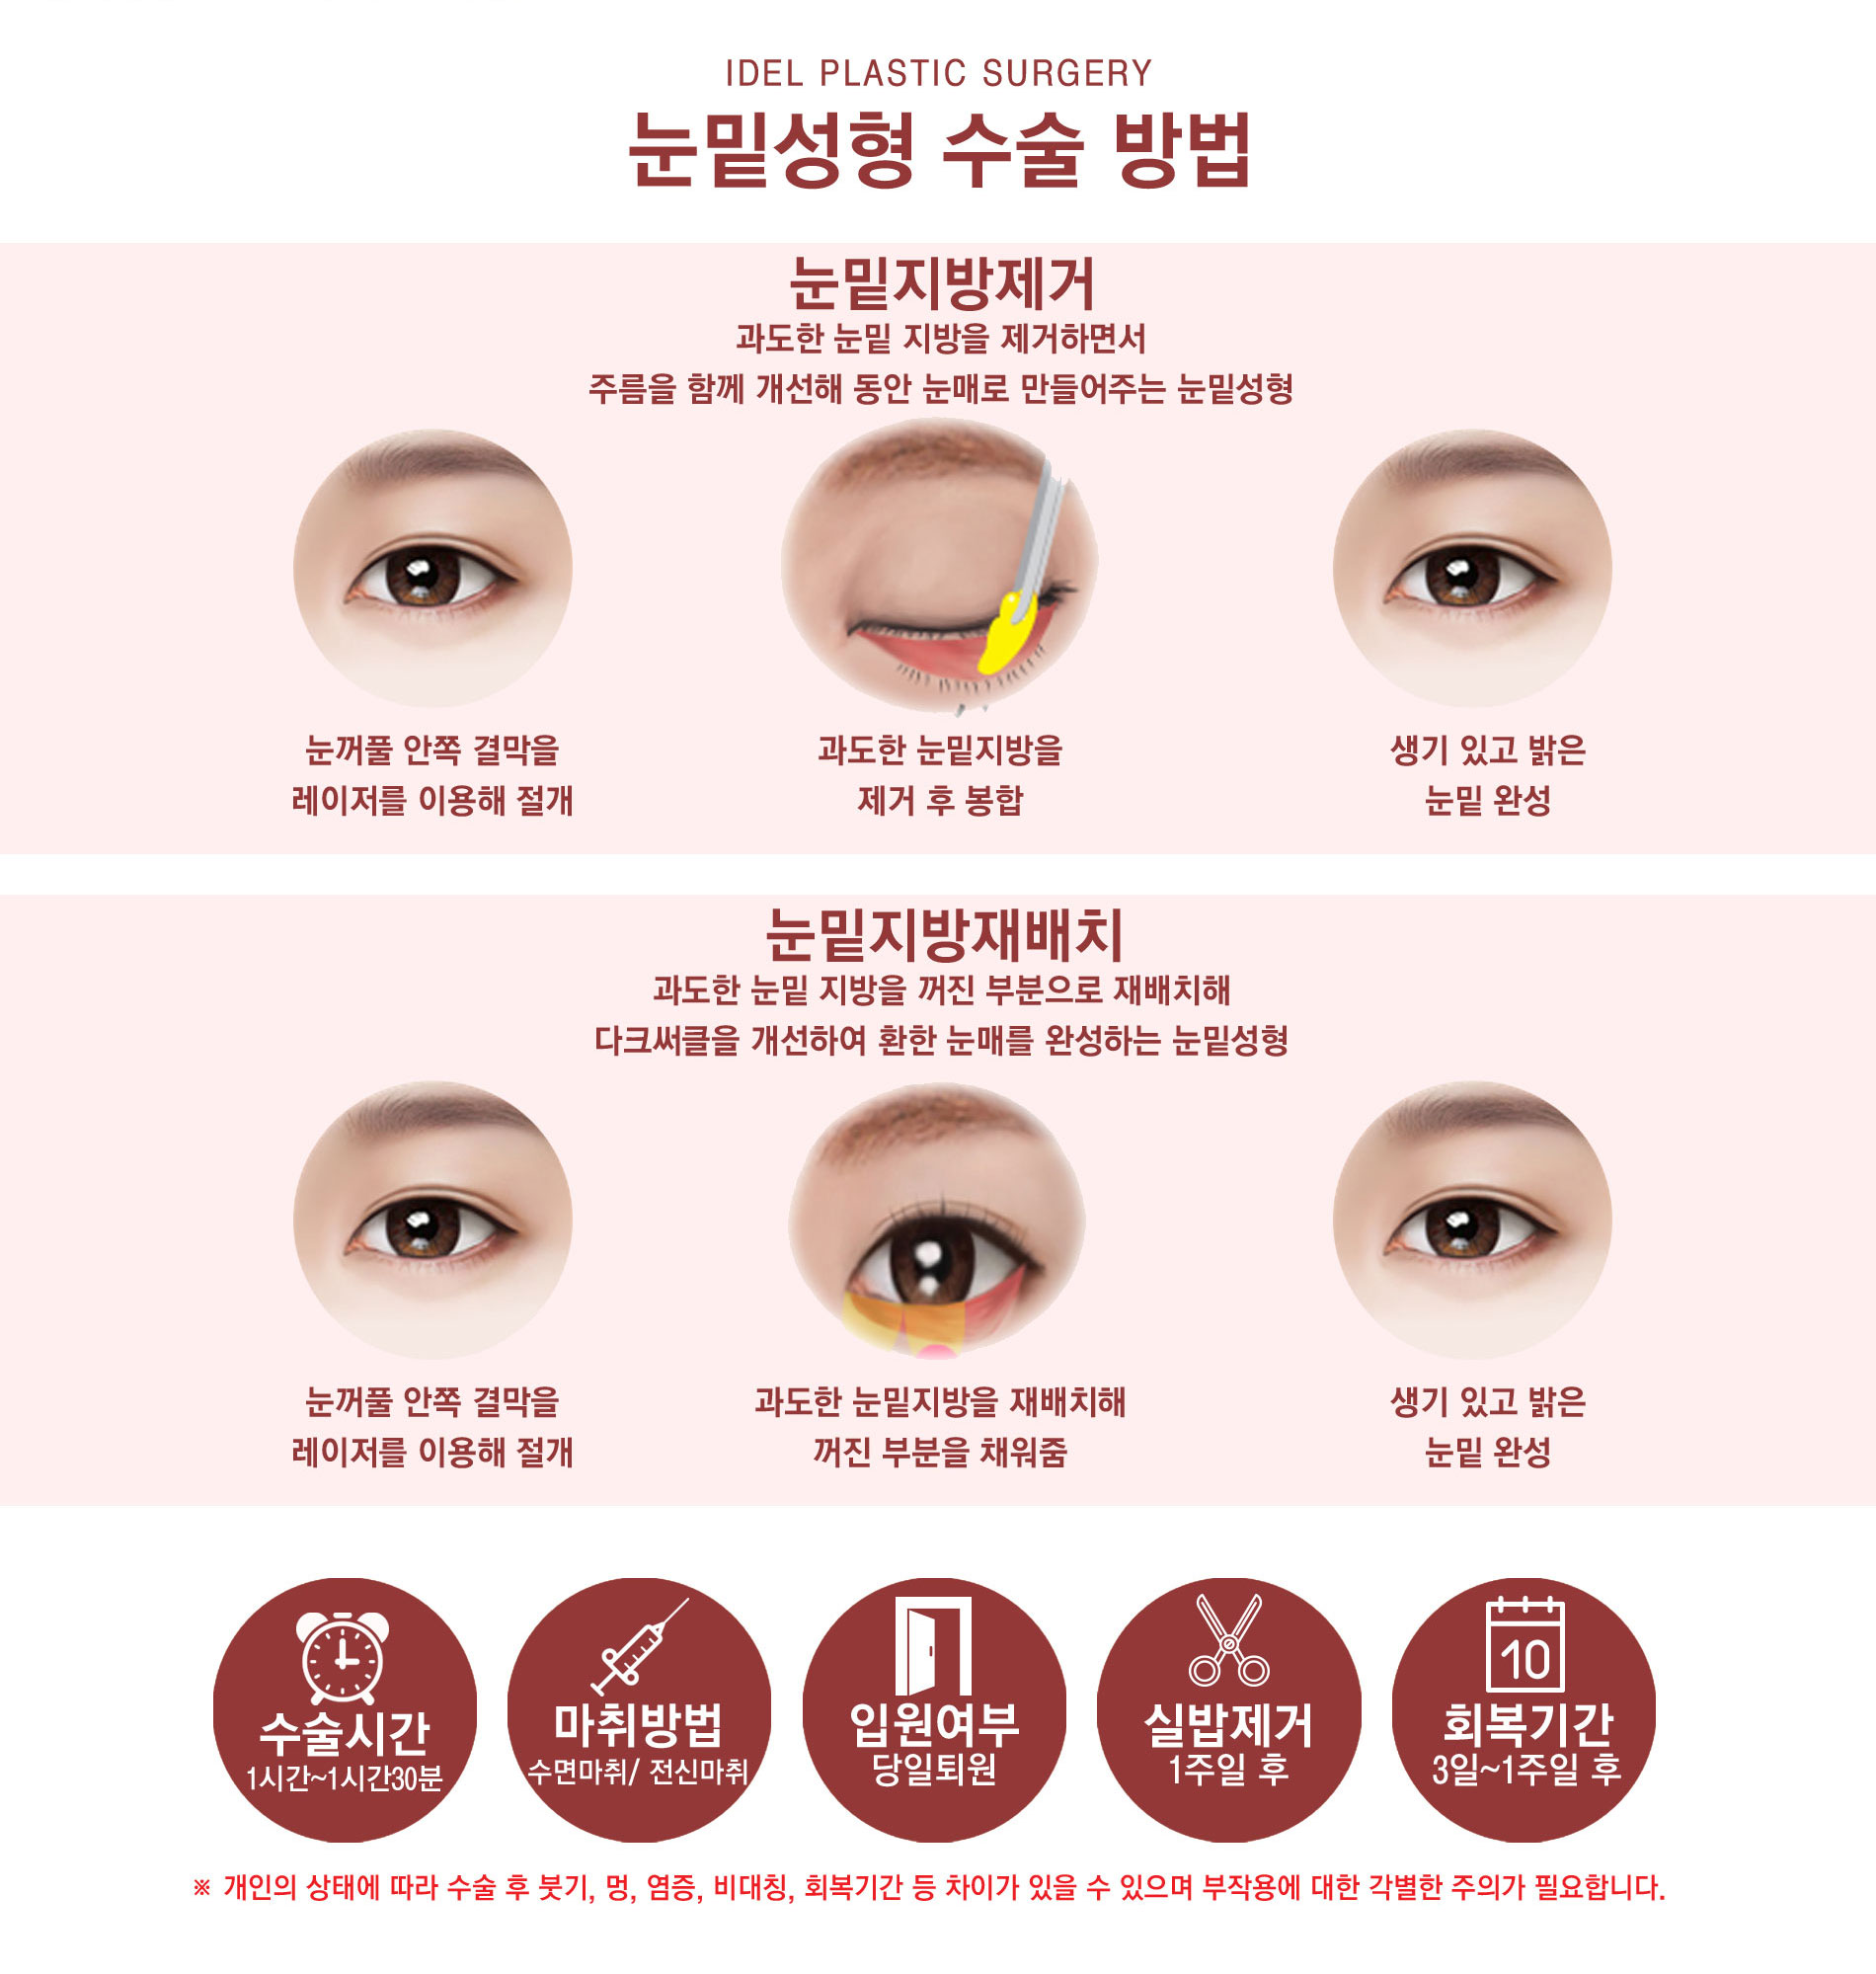 IDEL PLASTIC SURGERY
눈밑성형 수술 방법
눈밑지방제거
과도한 눈밑 지방을 제거하면서
주름을 함께 개선해 동안 눈매로 만들어주는 눈밑성형
눈꺼풀 안쪽 결막을
레이저를 이용해 절개
과도한 눈밑지방을
제거 후 봉합
생기 있고 밝은
눈밑 완성
눈밑지방재배치
과도한 눈밑 지방을 꺼진 부분으로 재배치해
다크써클을 개선하여 환한 눈매를 완성하는 눈밑성형
눈꺼풀 안쪽 결막을
레이저를 이용해 절개
과도한 눈밑지방을 재배치해
꺼진 부분을 채워줌
생기 있고 밝은
눈밑 완성
수술시간
1시간~1시간30분
마취방법
수면마취/ 전신마취
입원여부
당일퇴원
실밥제거
1주일 후
10
회복기간
3일~1주일 후
※ 개인의 상태에 따라 수술 후 붓기, 멍, 염증, 비대칭, 회복기간 등 차이가 있을 수 있으며 부작용에 대한 각별한 주의가 필요합니다.